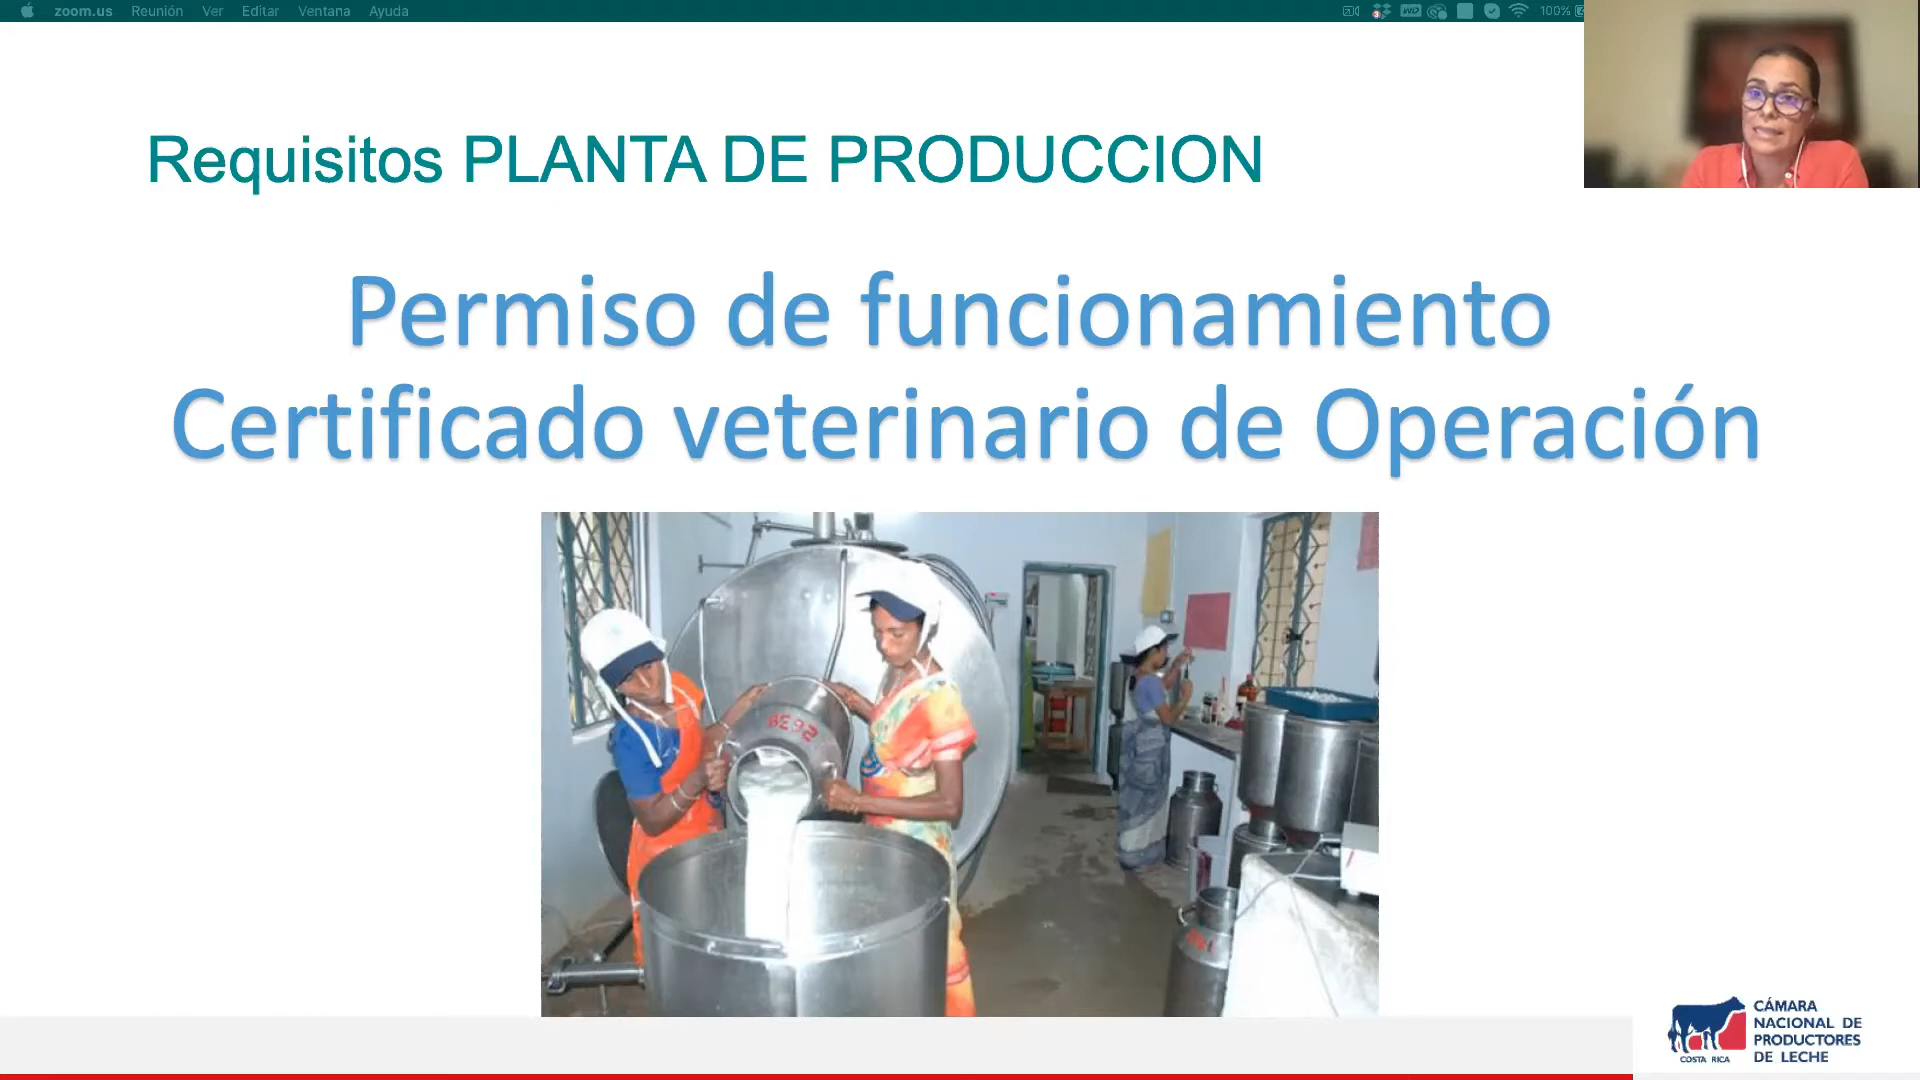 zoom.us Reunión Ver Editar Ventana Ayuda
100%
Requisitos PLANTA DE PRODUCCION
Permiso de funcionamiento
Certificado veterinario de Operación
BE92
CÁMARA
NACIONAL DE
PRODUCTORES
DE LECHE
COSTA RICA